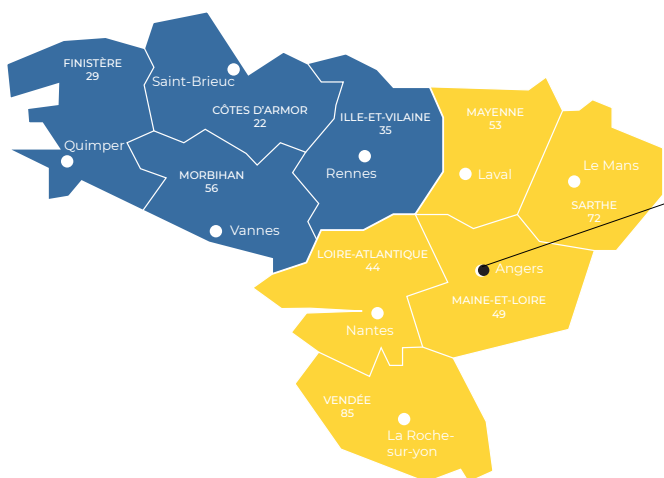 FINISTÈRE
29
Saint-Brieuc
CÔTES D'ARMOR
22
Quimper
MORBIHAN
56
Vannes
ILLE-ET-VILAINE
35
Rennes
MAYENNE
53
Laval
Le Mans
SARTHE
72
LOIRE-ATLANTIQUE
44
Nantes
Angers
MAINE-ET-LOIRE
49
VENDÉE
85
La Roche-
sur-yon